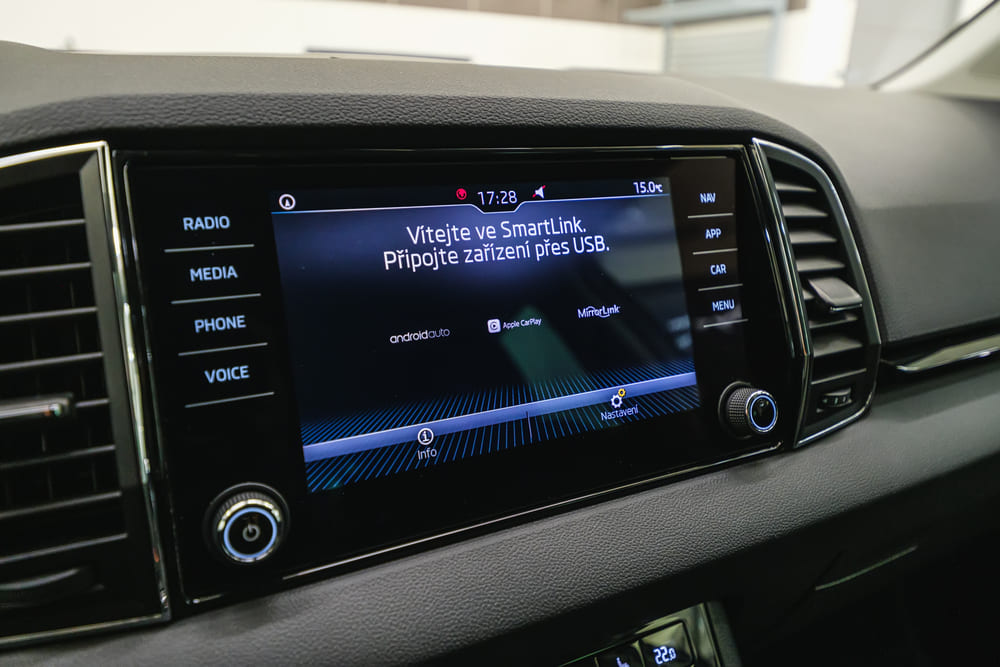 17:28
15.0°C
RADIO
MEDIA
PHONE
VOICE
Vítejte ve SmartLink.
Připojte zařízení přes USB.
androidauto
Apple CarPlay
MirrorLink
Info
Nastavení
NAV
APP
CAR
MENU
22.0